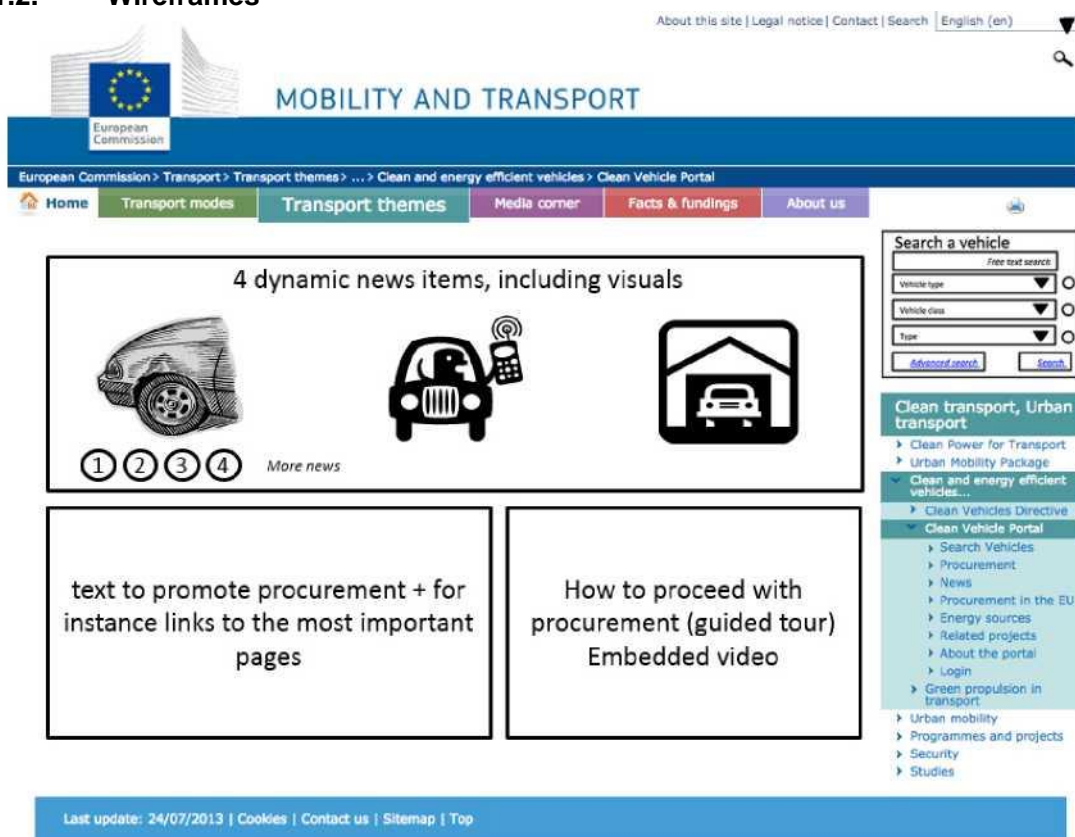 Wireframes
About this site | Legal notice | Contact | Search English (en)
MOBILITY AND TRANSPORT
European
Commission
European Commission > Transport > Transport themes > ... > Clean and energy efficient vehicles > Clean Vehicle Portal
Home Transport modes Transport themes Media corner Facts & fundings About us
Search a vehicle
Free text search
Vehicle type
Vehicle class
Type
Advanced search Search
4 dynamic news items, including visuals
1 2 3 4 More news
text to promote procurement + for
instance links to the most important
pages
How to proceed with
procurement (guided tour)
Embedded video
Clean transport, Urban
transport
Clean Power for Transport
Urban Mobility Package
Clean and energy efficient
vehicles...
Clean Vehicles Directive
Clean Vehicle Portal
Search Vehicles
Procurement
News
Procurement in the EU
Energy sources
Related projects
About the portal
Login
Green propulsion in
transport
Urban mobility
Programmes and projects
Security
Studies
Last update: 24/07/2013 | Cookies | Contact us | Sitemap | Top